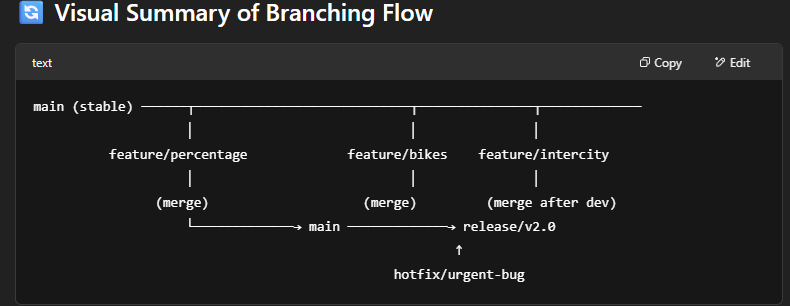 Visual Summary of Branching Flow
text Copy Edit
main (stable)
feature/percentage feature/bikes feature/intercity
(merge) (merge) (merge after dev)
main release/v2.0
hotfix/urgent-bug